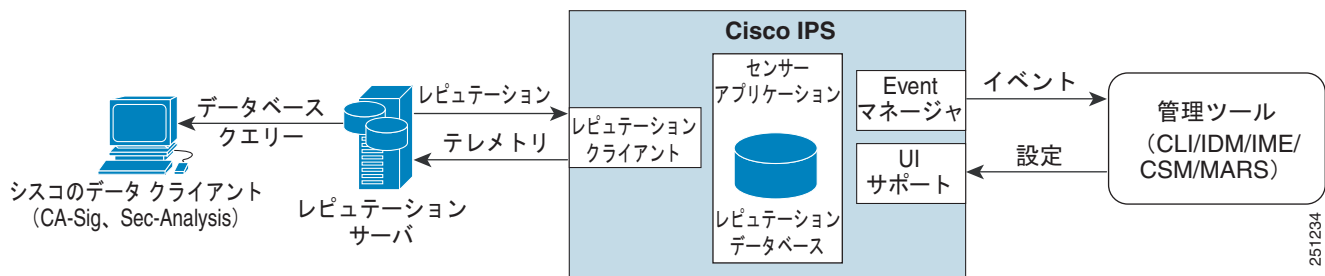 Cisco IPS
データベース
クエリー
シスコのデータ クライアント
（CA-Sig、Sec-Analysis）
レピュテーション
サーバ
レピュテーション
テレメトリ
レピュテーション
クライアント
センサー
アプリケーション
レピュテーション
データベース
Event
マネージャ
UI
サポート
イベント
設定
管理ツール
（CLI/IDM/IME/
CSM/MARS）
251234